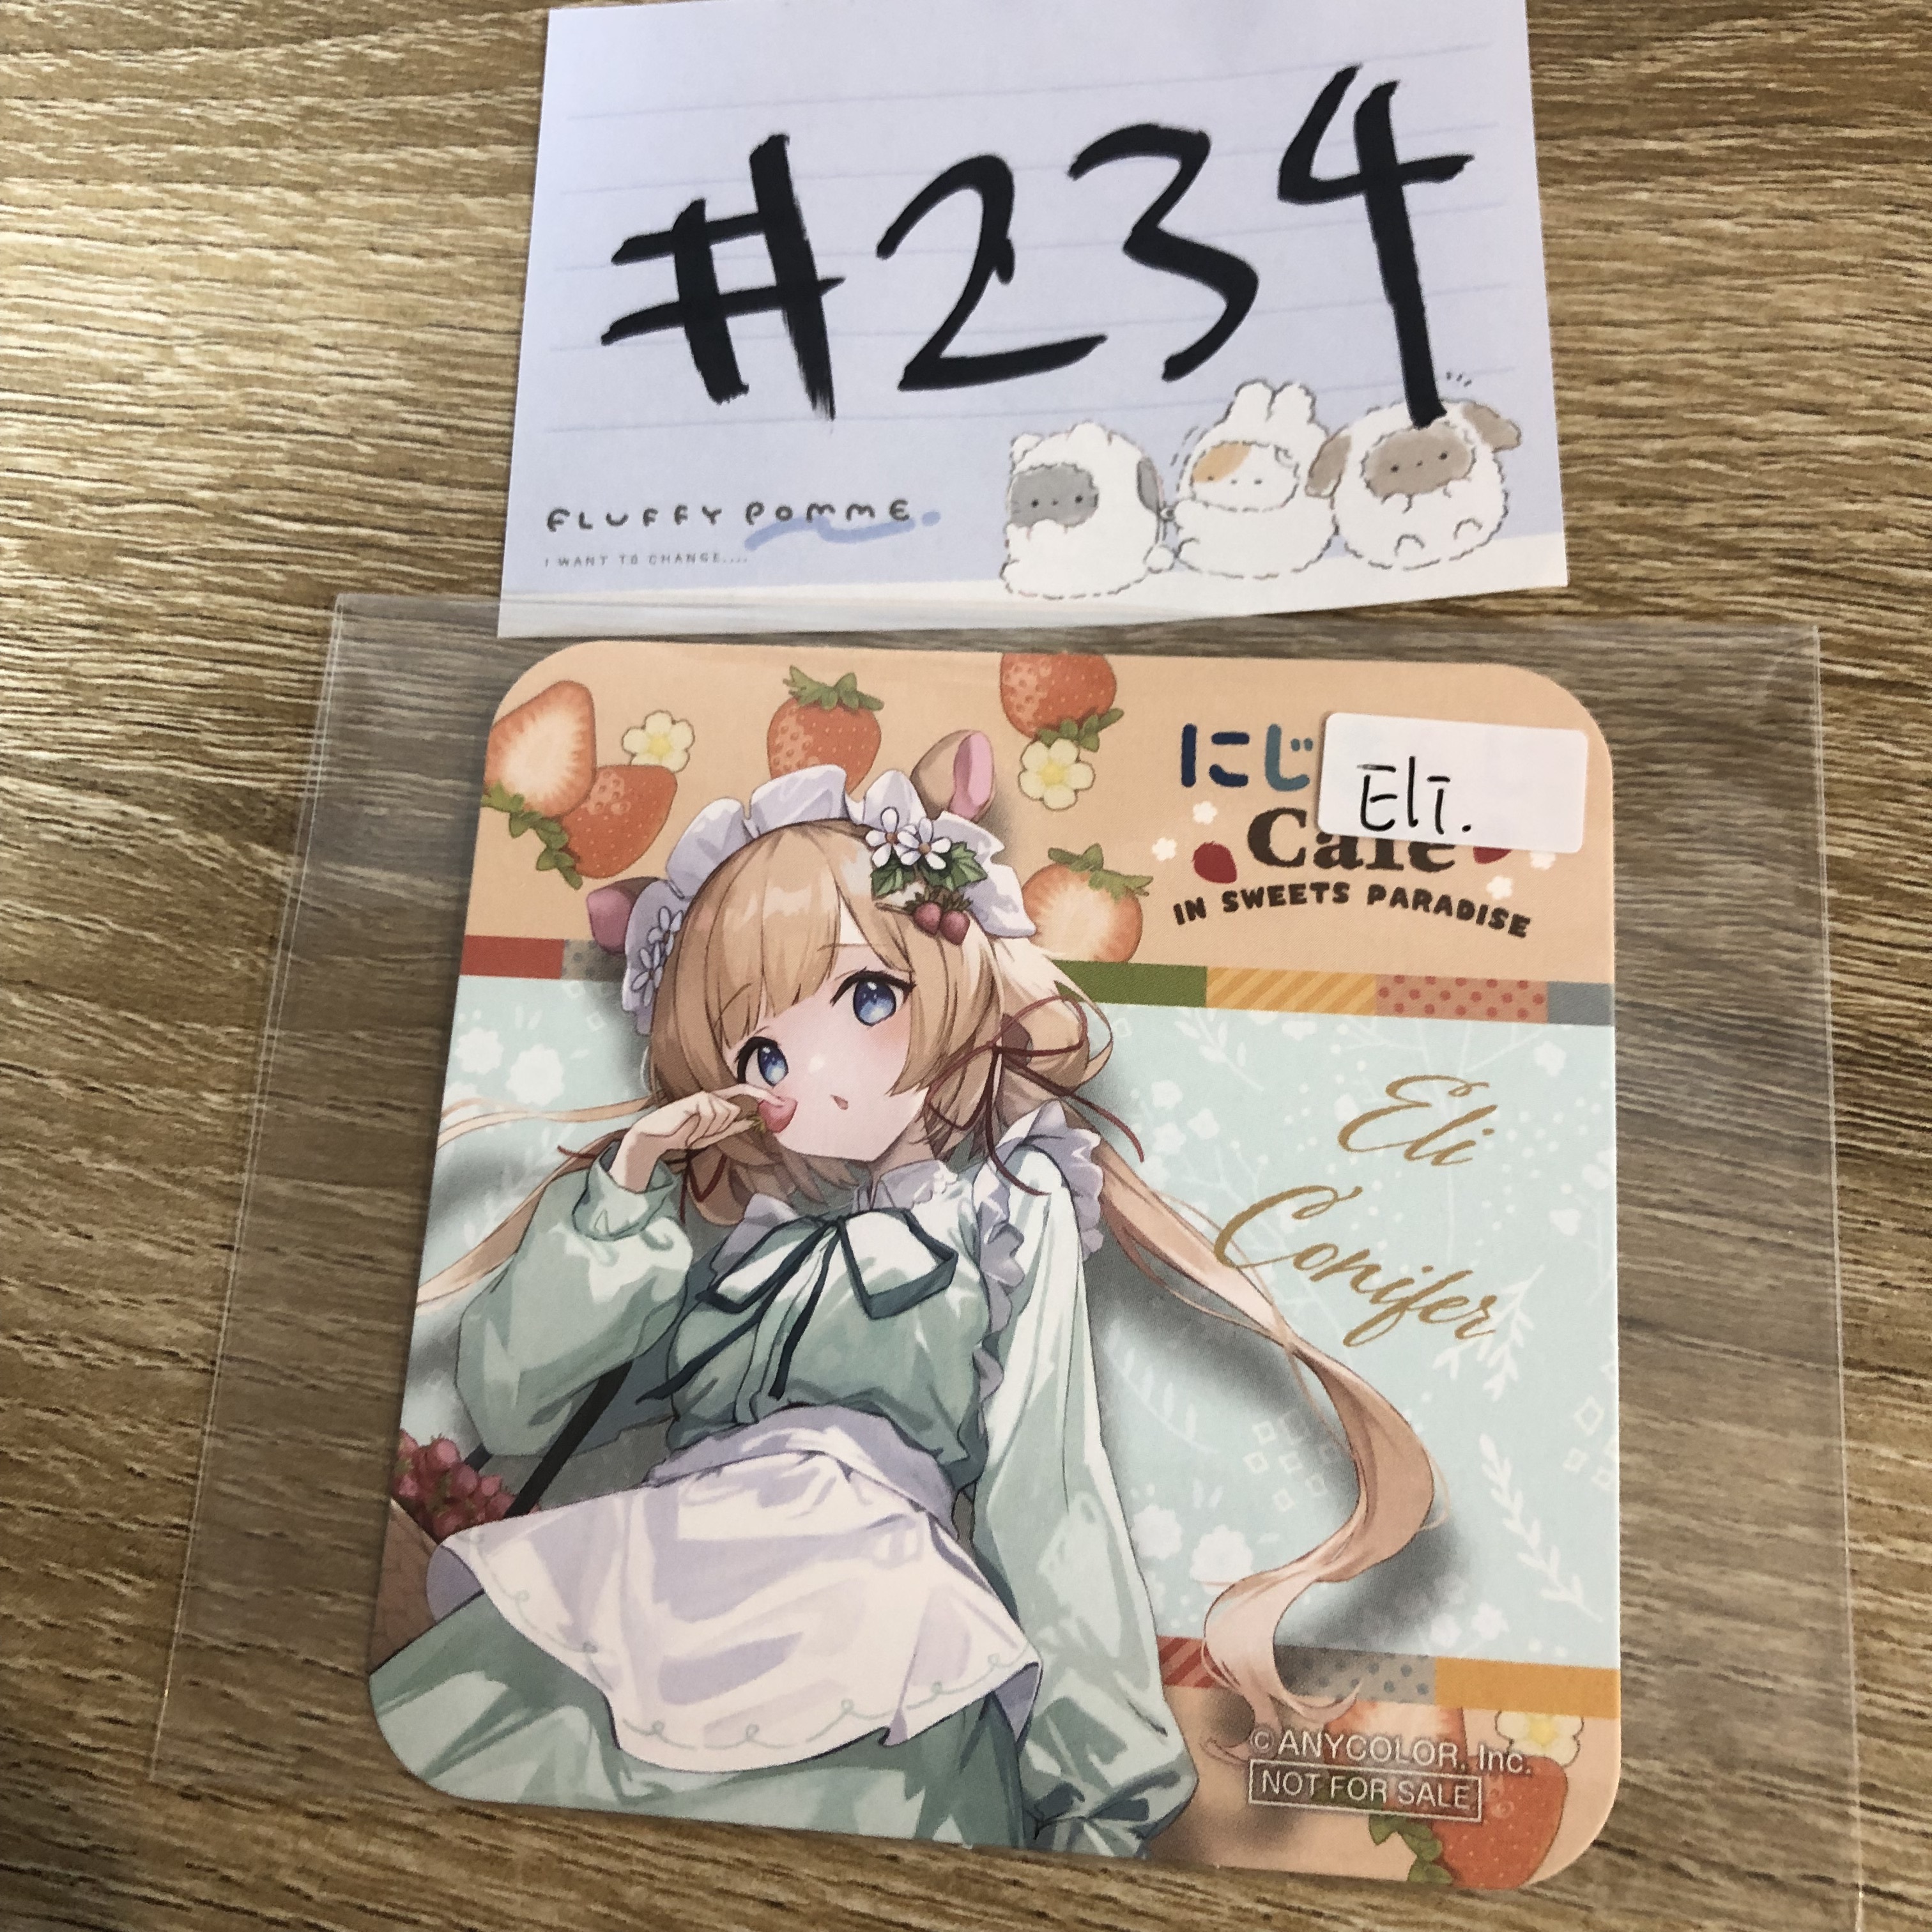 #234
FLUFFY POMME
I WANT TO CHANGE....
にじ
Eli.
Cafe
IN SWEETS PARADISE
Eli
Conifer
©ANYCOLOR, Inc.
NOT FOR SALE